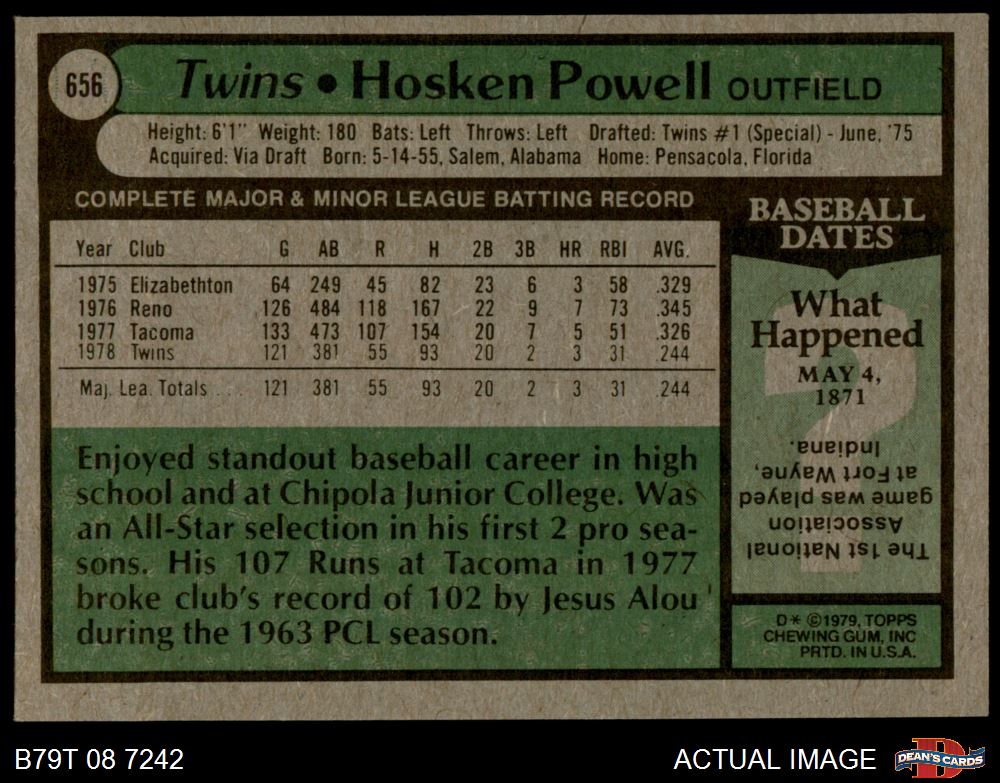 656
Twins • Hosken Powell OUTFIELD
Height: 6'1" Weight: 180 Bats: Left Throws: Left Drafted: Twins #1 (Special) - June, '75
Acquired: Via Draft Born: 5-14-55, Salem, Alabama Home: Pensacola, Florida
COMPLETE MAJOR & MINOR LEAGUE BATTING RECORD
Year Club G AB R H 2B 3B HR RBI AVG.
1975 Elizabethton 64 249 45 82 23 6 3 58 .329
1976 Reno 126 484 118 167 22 9 7 73 .345
1977 Tacoma 133 473 107 154 20 7 5 51 .326
1978 Twins 121 381 55 93 20 2 3 31 .244
Maj. Lea. Totals . . . 121 381 55 93 20 2 3 31 .244
Enjoyed standout baseball career in high
school and at Chipola Junior College. Was
an All-Star selection in his first 2 pro sea-
sons. His 107 Runs at Tacoma in 1977
broke club's record of 102 by Jesus Alou
during the 1963 PCL season.
BASEBALL
DATES
What
Happened
MAY 4,
1871
The 1st National
Association
game was played
at Fort Wayne,
Indiana.
D* ©1979, TOPPS
CHEWING GUM, INC
PRTD. IN U.S.A.
B79T 08 7242
ACTUAL IMAGE
DEAN'S CARDS